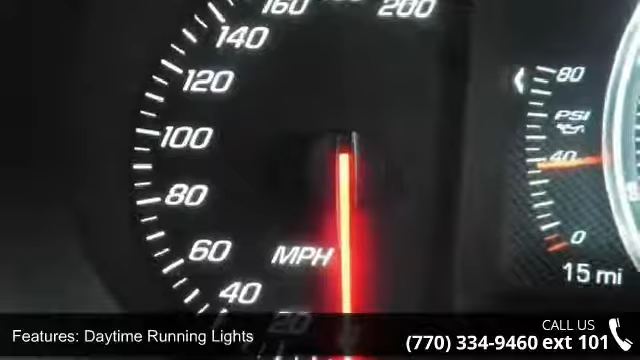 160
200
140
120
100
80
60
40
20
MPH
80
PSI
40
0
15 mi
Features: Daytime Running Lights
CALL US
(770) 334-9460 ext 101